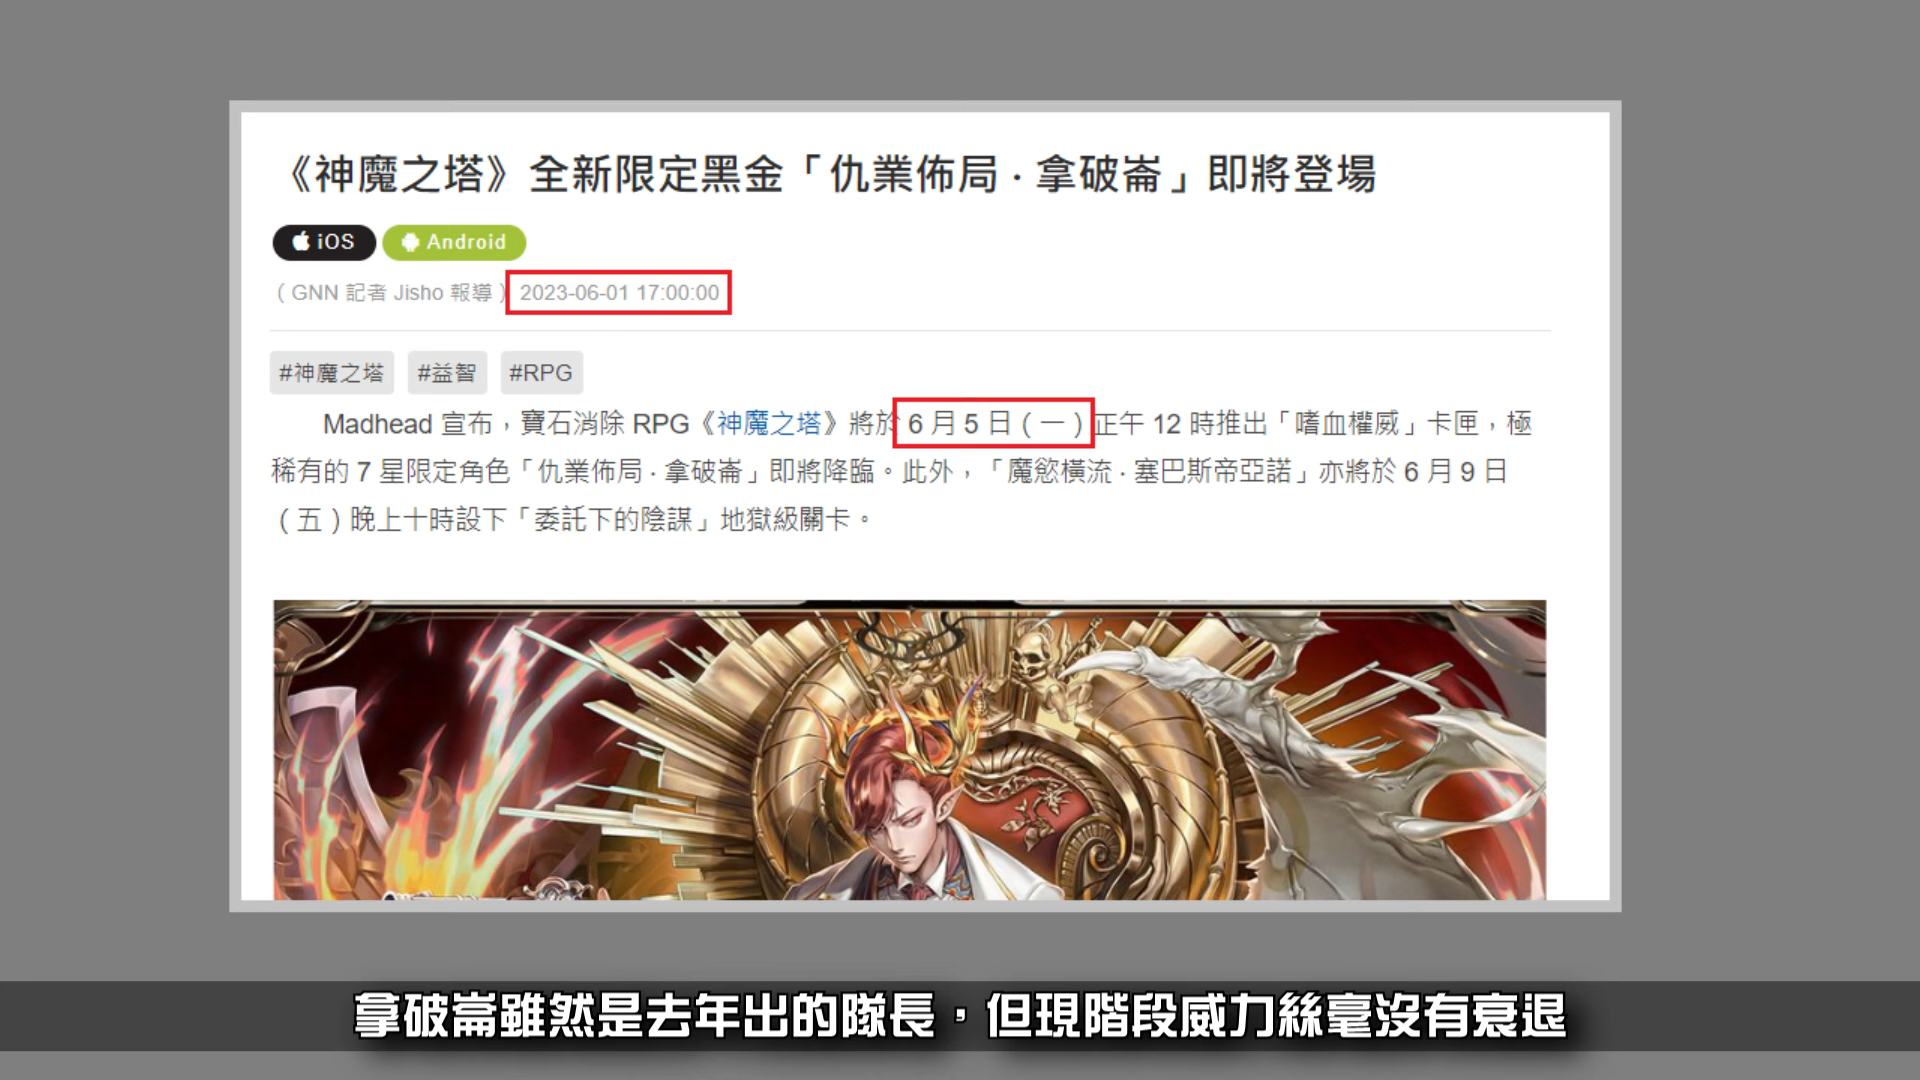 《神魔之塔》全新限定黑金「仇業佈局．拿破崙」即將登場
iOS Android
（ GNN 記者 Jisho 報導 ）2023-06-01 17:00:00
#神魔之塔 #益智 #RPG
Madhead 宣布，寶石消除 RPG《神魔之塔》將於 6 月 5 日（一）正午 12 時推出「嗜血權威」卡匣，極
稀有的 7 星限定角色「仇業佈局．拿破崙」即將降臨。此外，「魔慾橫流．塞巴斯帝亞諾」亦將於 6 月 9 日
（五）晚上十時設下「委託下的陰謀」地獄級關卡。
拿破崙雖然是去年出的隊長，但現階段威力絲毫沒有衰退